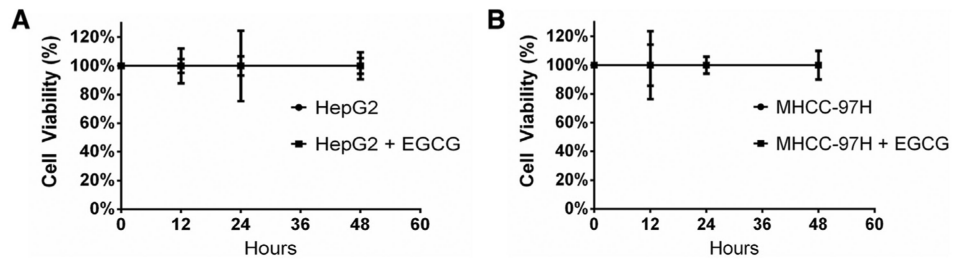 A
Cell Viability (%)
120%
100%
80%
60%
40%
20%
0%
HepG2
HepG2 + EGCG
0 12 24 36 48 60
Hours
B
Cell Viability (%)
120%
100%
80%
60%
40%
20%
0%
MHCC-97H
MHCC-97H + EGCG
0 12 24 36 48 60
Hours